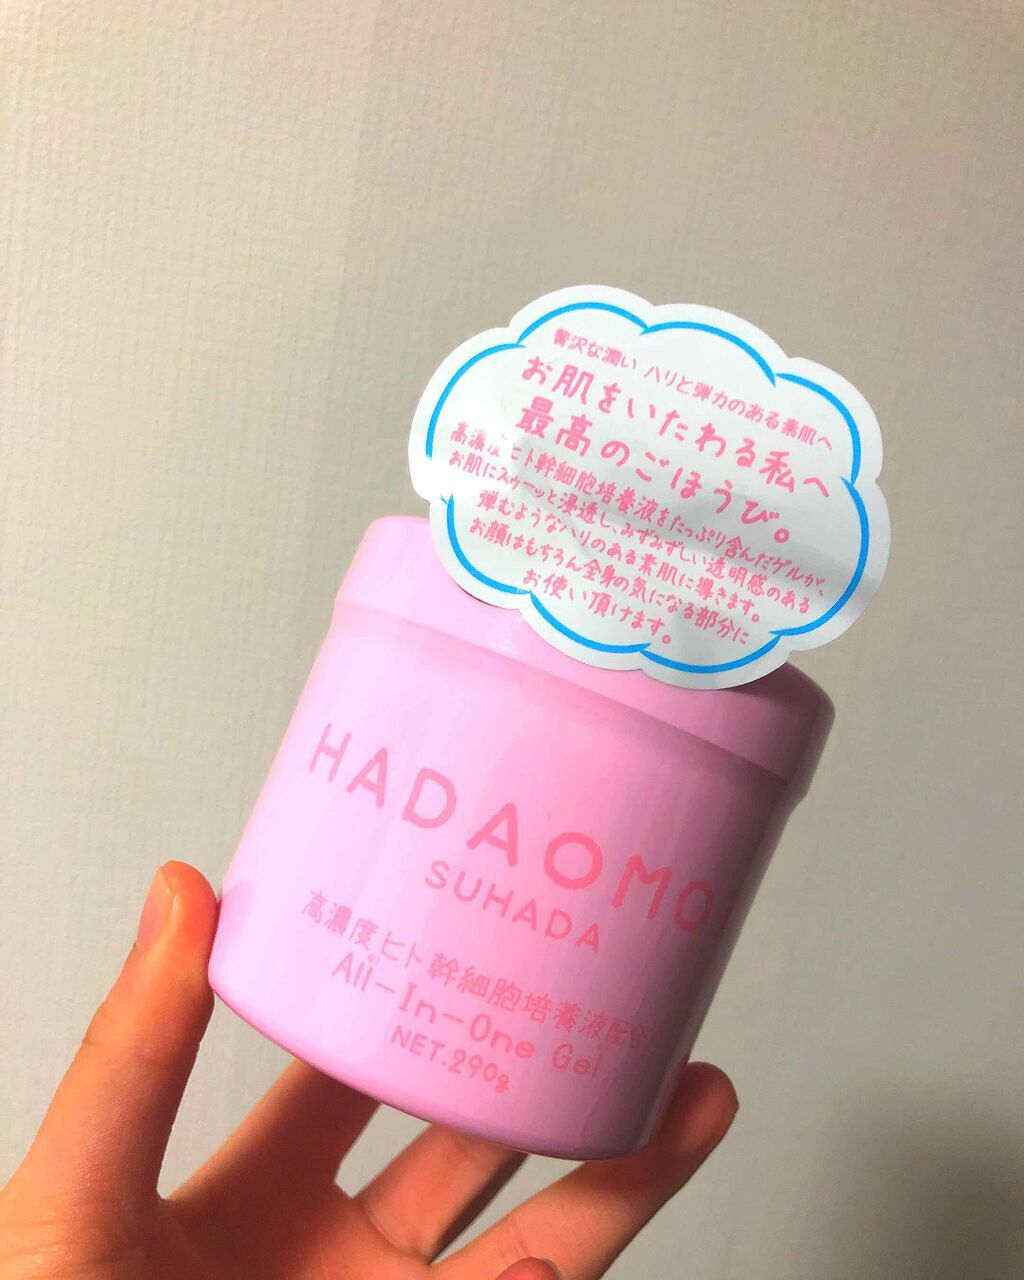 贅沢な潤い ハリと弾力のある素肌へ
お肌をいたわる私へ
最高のごほうび。
高濃度ヒト幹細胞培養液をたっぷり含んだゲルが、
お肌にスゥーッと浸透し、みずみずしい透明感のある
弾むようなハリのある素肌に導きます。
お顔はもちろん全身の気になる部分に
お使い頂けます。
HADAOMO
SUHADA
高濃度ヒト幹細胞培養液配合
All-In-One Gel
NET.290g